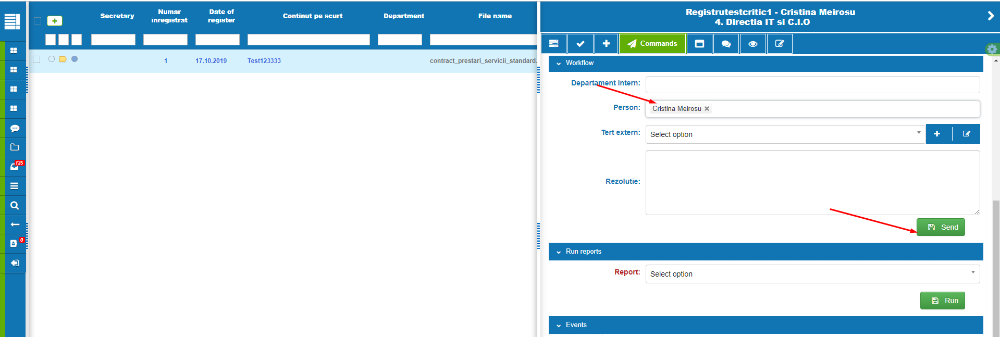 Secretary
Numar
inregistrat
Date of
register
Continut pe scurt
Department
File name
1
17.10.2019
Test123333
contract_prestari_servicii_standard.
125
0
Registrutestcritic1 - Cristina Meirosu
4. Directia IT si C.I.O
Commands
Workflow
Departament intern:
Person:
Cristina Meirosu
Tert extern:
Select option
Rezolutie:
Send
Run reports
Report:
Select option
Run
Events